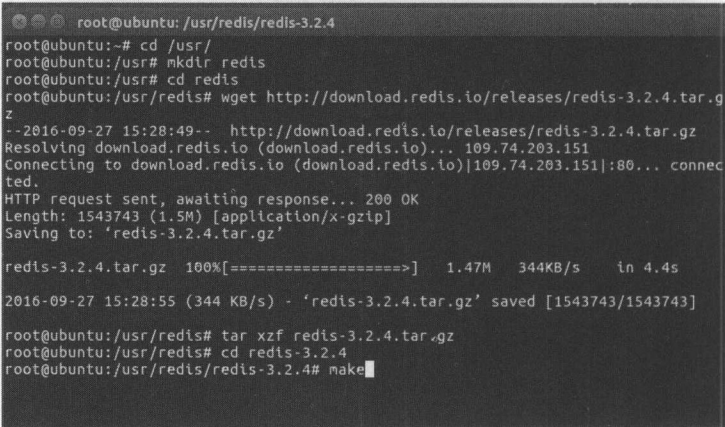 root@ubuntu: /usr/redis/redis-3.2.4
root@ubuntu:~# cd /usr/
root@ubuntu:/usr# mkdir redis
root@ubuntu:/usr# cd redis
root@ubuntu:/usr/redis# wget http://download.redis.io/releases/redis-3.2.4.tar.g
z
--2016-09-27 15:28:49--  http://download.redis.io/releases/redis-3.2.4.tar.gz
Resolving download.redis.io (download.redis.io)... 109.74.203.151
Connecting to download.redis.io (download.redis.io)|109.74.203.151|:80... connec
ted.
HTTP request sent, awaiting response... 200 OK
Length: 1543743 (1.5M) [application/x-gzip]
Saving to: ‘redis-3.2.4.tar.gz’
redis-3.2.4.tar.gz  100%[===================>]   1.47M   344KB/s    in 4.4s
2016-09-27 15:28:55 (344 KB/s) - ‘redis-3.2.4.tar.gz’ saved [1543743/1543743]
root@ubuntu:/usr/redis# tar xzf redis-3.2.4.tar.gz
root@ubuntu:/usr/redis# cd redis-3.2.4
root@ubuntu:/usr/redis/redis-3.2.4# make